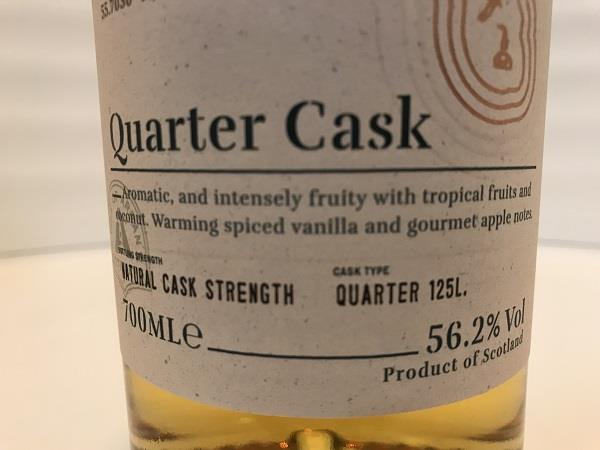 Quarter Cask
Aromatic, and intensely fruity with tropical fruits and
coconut. Warming spiced vanilla and gourmet apple notes.
BOTTLING STRENGTH
NATURAL CASK STRENGTH
CASK TYPE
QUARTER 125L.
700MLe
56.2% Vol
Product of Scotland